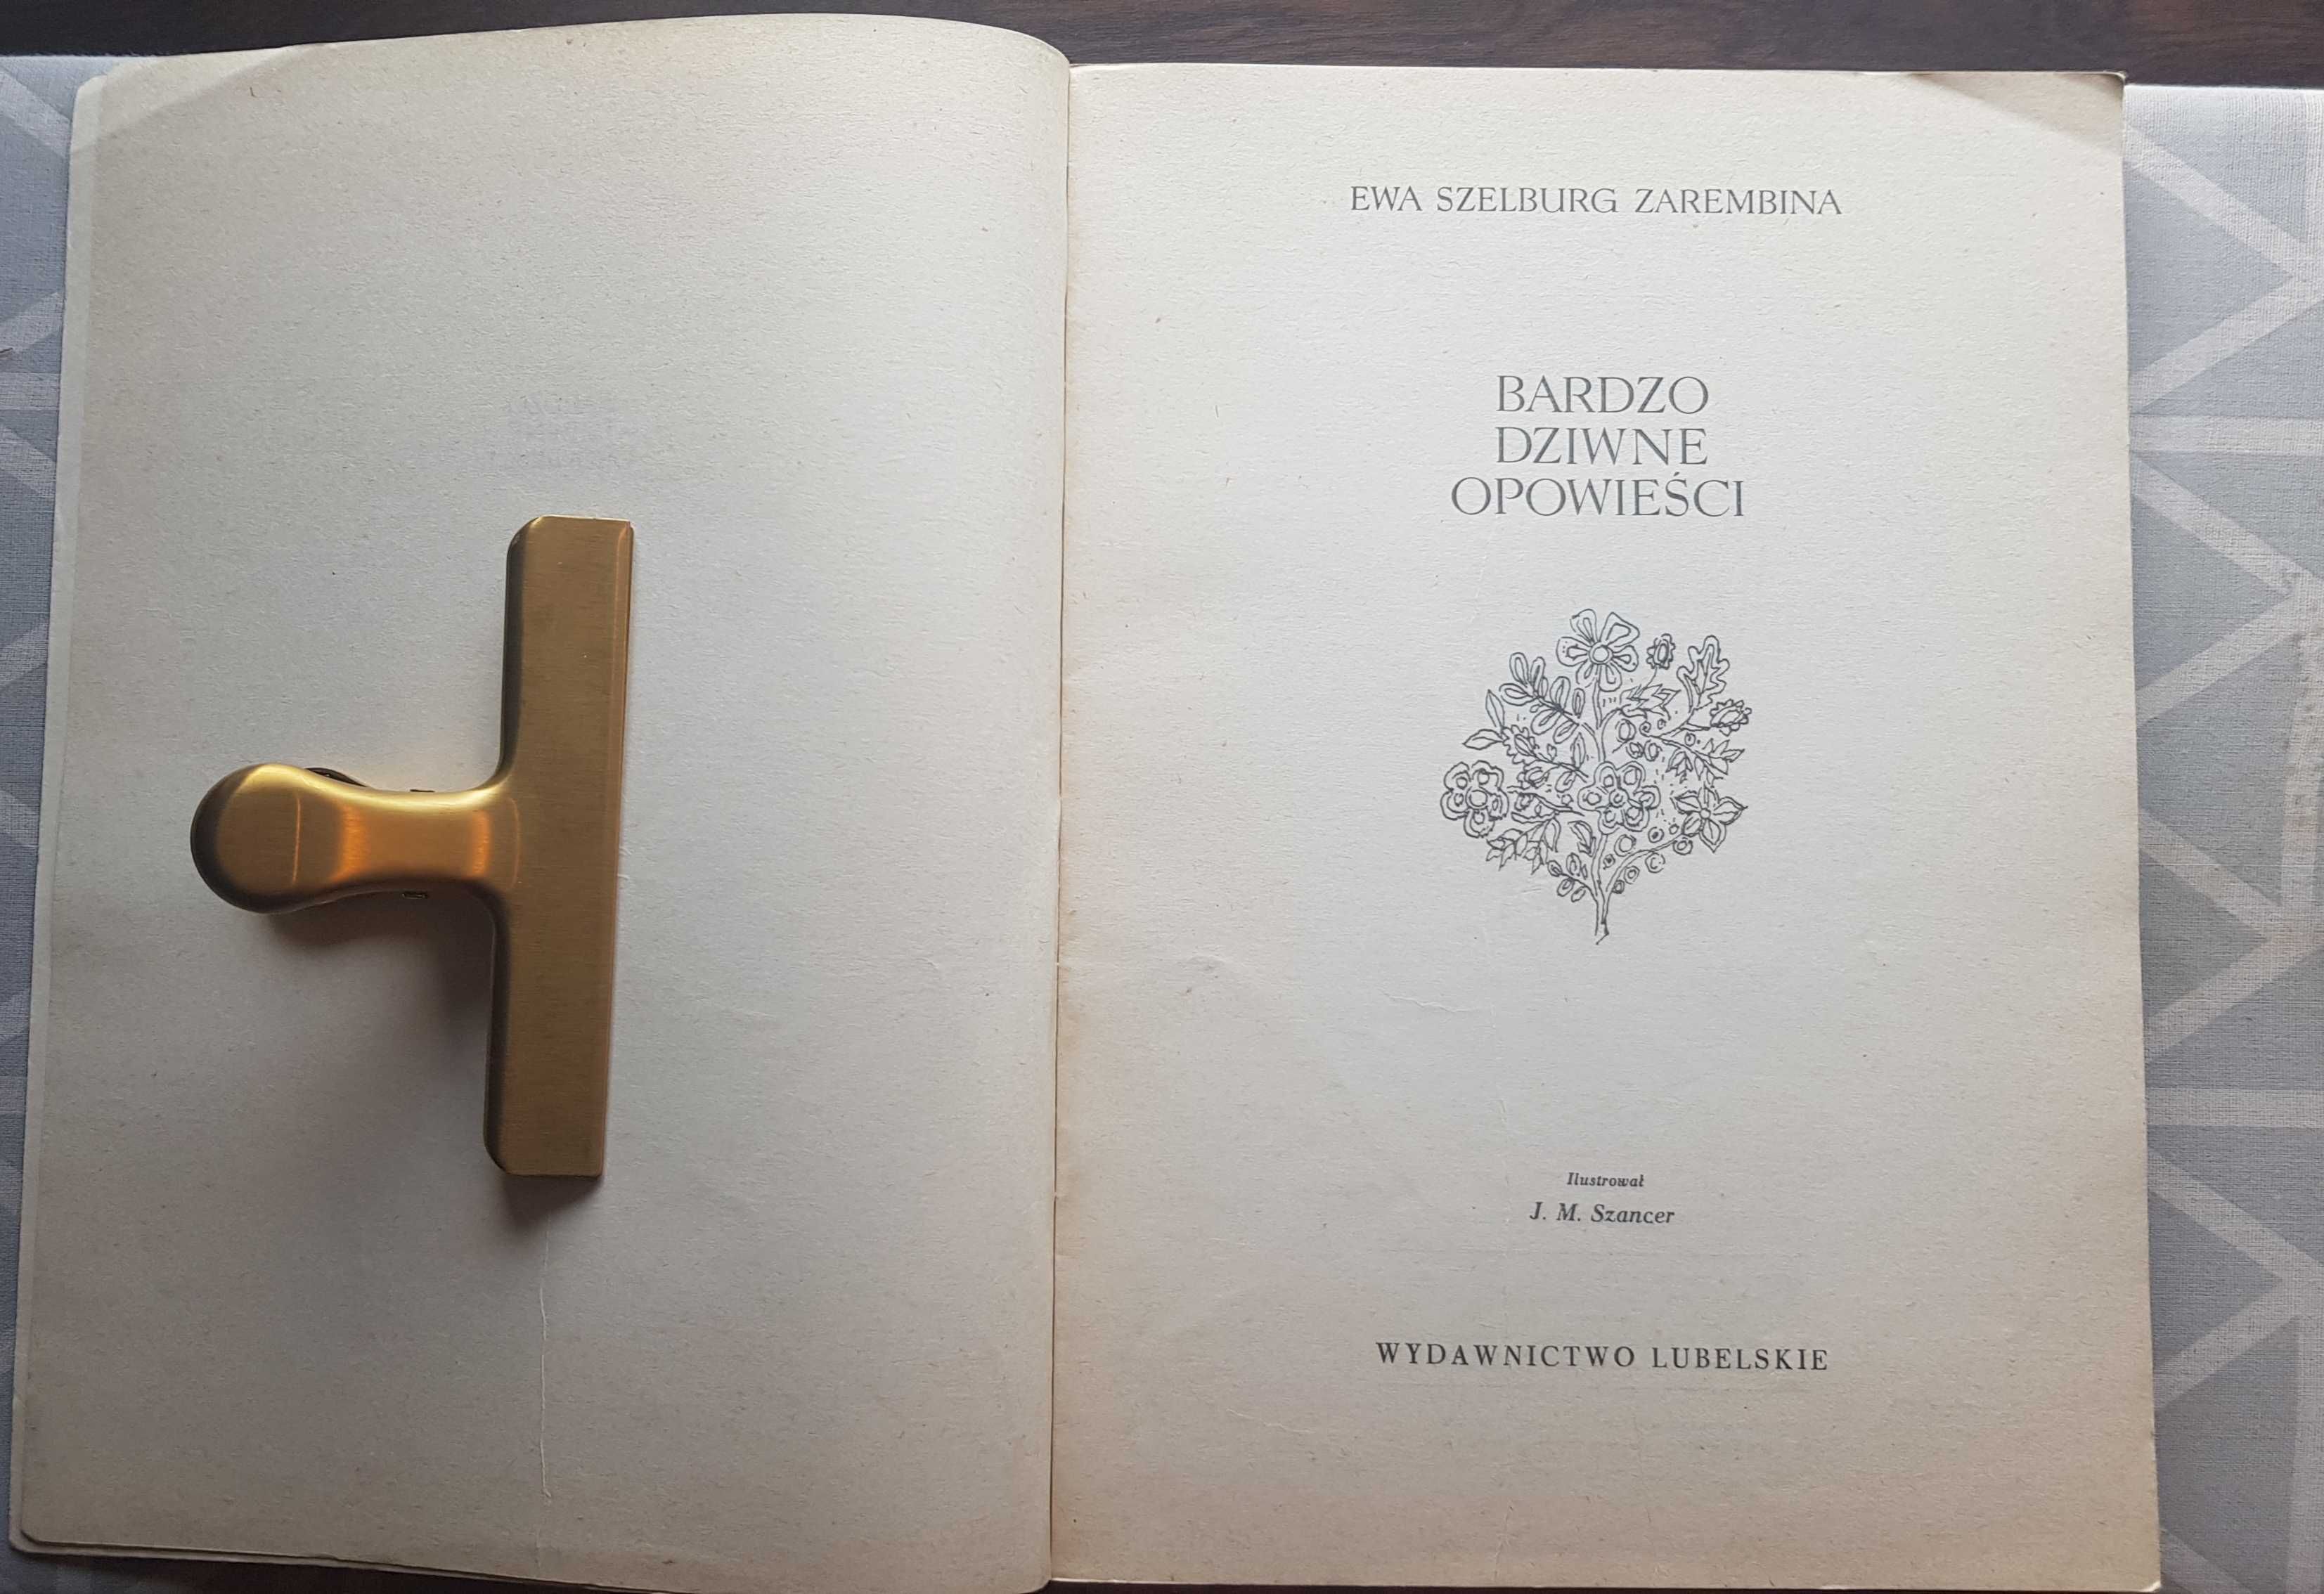 EWA SZELBURG ZAREMBINA
BARDZO
DZIWNE
OPOWIEŚCI
Ilustrował
J. M. Szancer
WYDAWNICTWO LUBELSKIE